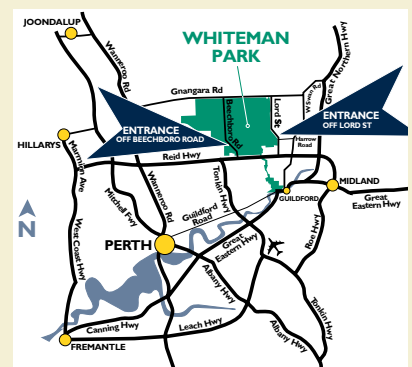 JOONDALUP
Wanneroo Rd
WHITEMAN
PARK
Great Northern Hwy
Gnangara Rd
W Swan Rd
Lord St
Beechboro Rd
ENTRANCE
OFF BEECHBORO ROAD
ENTRANCE
OFF LORD ST
Harrow
Road
HILLARYS
Marmion Ave
Reid Hwy
MIDLAND
Mitchell Fwy
Wanneroo Rd
Tonkin Hwy
GUILDFORD
Great
Eastern Hwy
Guildford
Road
N
West Coast Hwy
PERTH
Great
Eastern Hwy
Roe Hwy
Albany Hwy
Tonkin
Hwy
Canning Hwy
Leach Hwy
Albany Hwy
FREMANTLE